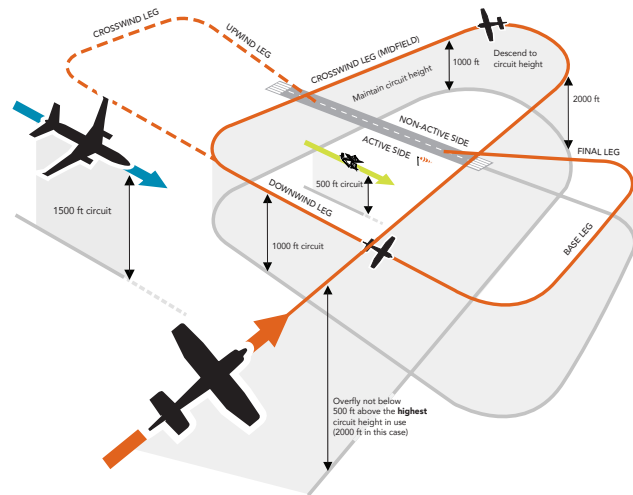 CROSSWIND LEG
UPWIND LEG
CROSSWIND LEG (MIDFIELD)
Descend to
circuit height
1000 ft
Maintain circuit height
2000 ft
NON-ACTIVE SIDE
ACTIVE SIDE
FINAL LEG
500 ft circuit
DOWNWIND LEG
1500 ft circuit
1000 ft circuit
BASE LEG
Overfly not below
500 ft above the highest
circuit height in use
(2000 ft in this case)